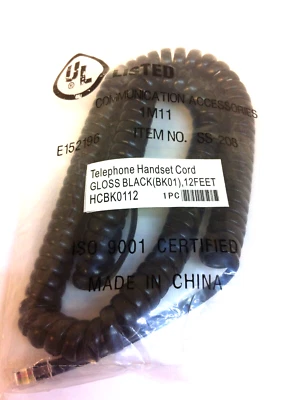 UL
LISTED
COMMUNICATION ACCESSORIES
1M11
E152195
ITEM NO. SS-208
Telephone Handset Cord
GLOSS BLACK(BK01),12FEET
HCBK0112
1PC
ISO 9001 CERTIFIED
MADE IN CHINA